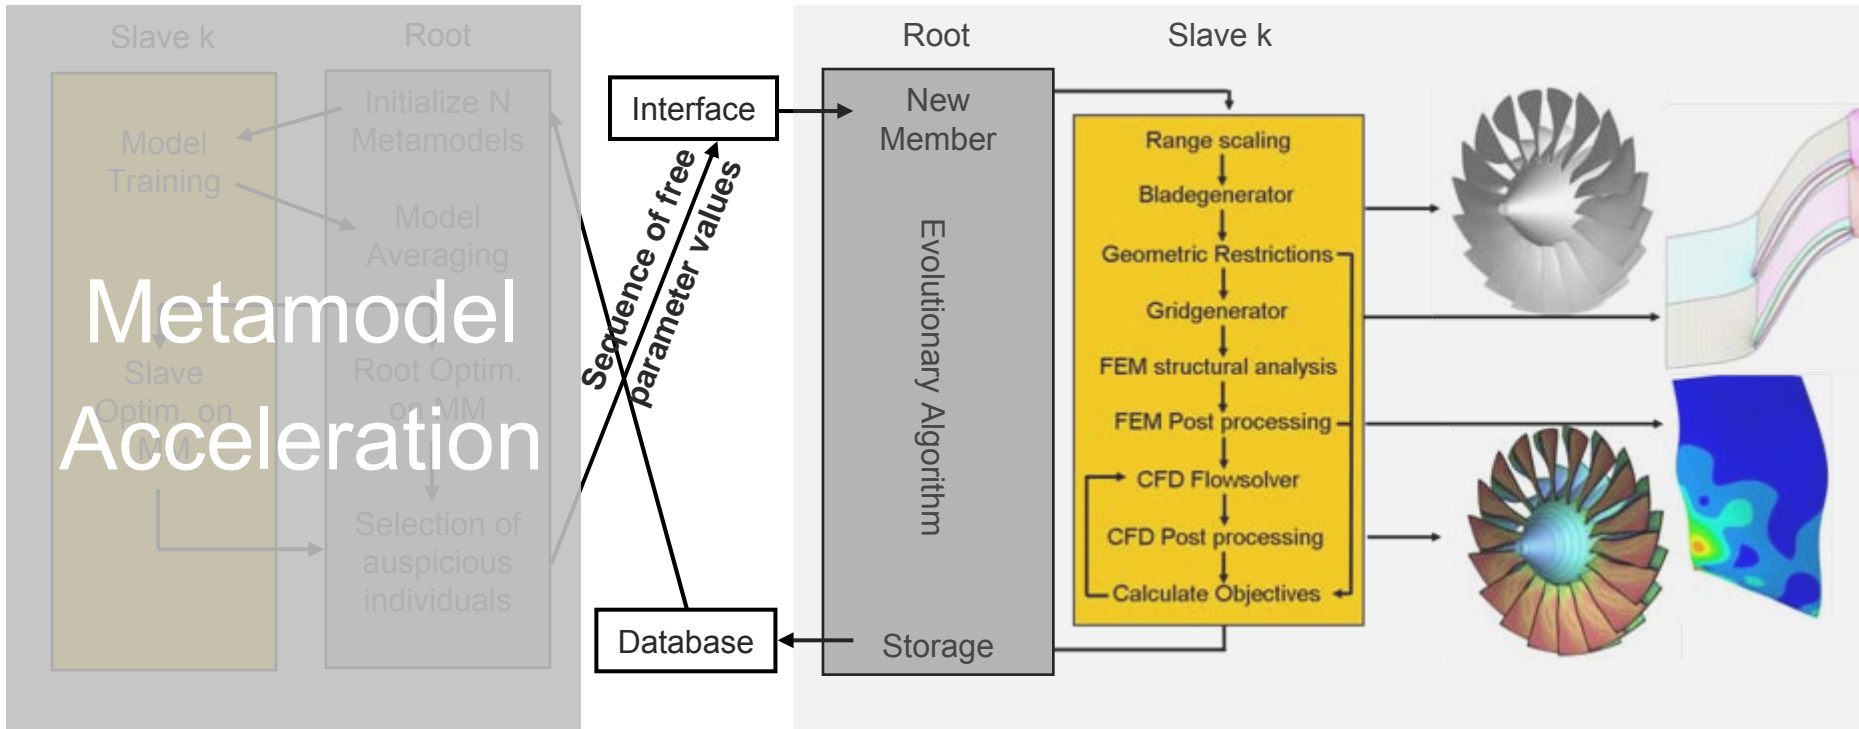 Slave k
Root
Initialize N
Metamodels
Model
Training
Model
Averaging
Metamodel
Acceleration
Slave
Optim. on
MM
Root Optim.
on MM
Selection of
auspicious
individuals
Interface
Sequence of free
parameter values
Database
Root
New
Member
Evolutionary Algorithm
Storage
Slave k
Range scaling
Bladegenerator
Geometric Restrictions
Gridgenerator
FEM structural analysis
FEM Post processing
CFD Flowsolver
CFD Post processing
Calculate Objectives